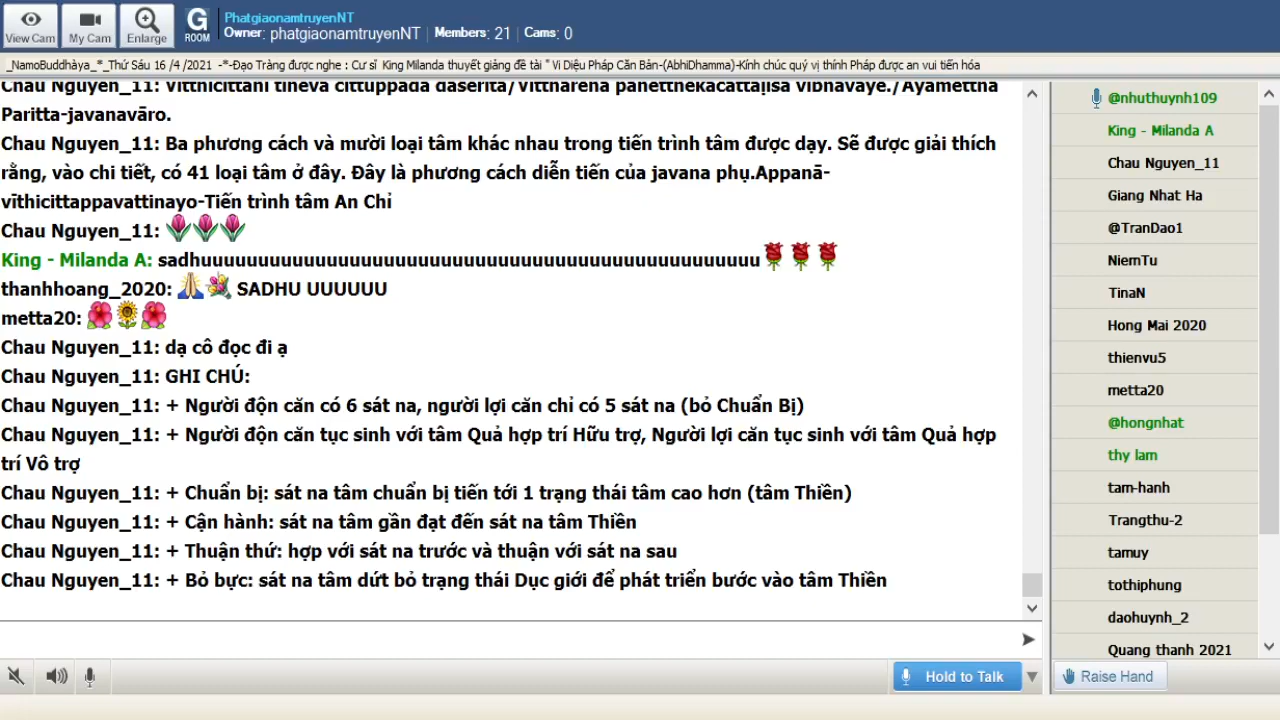 View Cam
My Cam
Enlarge
G
ROOM
PhatgiaonamtruyenNT
Owner: phatgiaonamtruyenNT | Members: 21 | Cams: 0
_NamoBuddhàya_*_Thứ Sáu 16 /4 /2021 -*-Đạo Tràng được nghe : Cư sĩ King Milanda thuyết giảng đề tài " Vi Diệu Pháp Căn Bản-(AbhiDhamma)-Kính chúc quý vị thính Pháp được an vui tiến hóa
Chau Nguyen_11: Vīthicittāni tīneva cittuppādā daserita/Vitthārena panetthekacattāḷīsa vibhāvaye./Ayamettha
Paritta-javanavāro.
Chau Nguyen_11: Ba phương cách và mười loại tâm khác nhau trong tiến trình tâm được dạy. Sẽ được giải thích
rằng, vào chi tiết, có 41 loại tâm ở đây. Đây là phương cách diễn tiến của javana phụ.Appanā-
vīthicittappavattinayo-Tiến trình tâm An Chỉ
Chau Nguyen_11:
King - Milanda A: sadhuuuuuuuuuuuuuuuuuuuuuuuuuuuuuuuuuuuuuuuuuuuuuuuuu
thanhhoang_2020: SADHU UUUUUU
metta20:
Chau Nguyen_11: dạ cô đọc đi ạ
Chau Nguyen_11: GHI CHÚ:
Chau Nguyen_11: + Người độn căn có 6 sát na, người lợi căn chỉ có 5 sát na (bỏ Chuẩn Bị)
Chau Nguyen_11: + Người độn căn tục sinh với tâm Quả hợp trí Hữu trợ, Người lợi căn tục sinh với tâm Quả hợp
trí Vô trợ
Chau Nguyen_11: + Chuẩn bị: sát na tâm chuẩn bị tiến tới 1 trạng thái tâm cao hơn (tâm Thiền)
Chau Nguyen_11: + Cận hành: sát na tâm gần đạt đến sát na tâm Thiền
Chau Nguyen_11: + Thuận thứ: hợp với sát na trước và thuận với sát na sau
Chau Nguyen_11: + Bỏ bực: sát na tâm dứt bỏ trạng thái Dục giới để phát triển bước vào tâm Thiền
Hold to Talk
@nhuthuynh109
King - Milanda A
Chau Nguyen_11
Giang Nhat Ha
@TranDao1
NiemTu
TinaN
Hong Mai 2020
thienvu5
metta20
@hongnhat
thy lam
tam-hanh
Trangthu-2
tamuy
tothiphung
daohuynh_2
Quang thanh 2021
Raise Hand